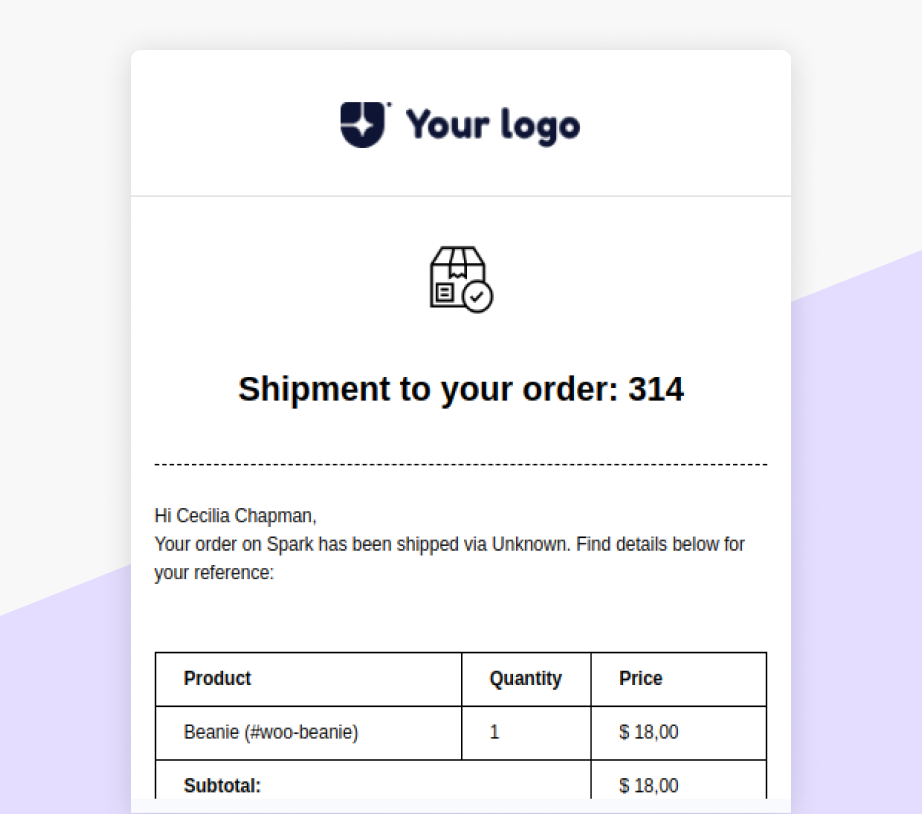 Your logo
Shipment to your order: 314
Hi Cecilia Chapman,
Your order on Spark has been shipped via Unknown. Find details below for
your reference:
Product Quantity Price
Beanie (#woo-beanie) 1 $ 18,00
Subtotal: $ 18,00